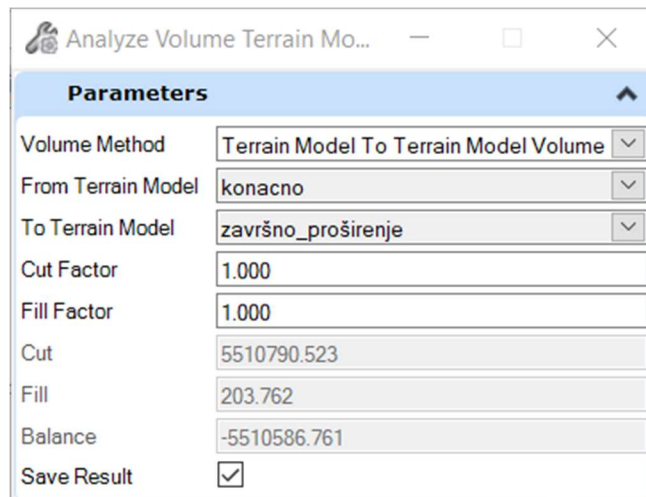 Analyze Volume Terrain Mo...
Parameters
Volume Method Terrain Model To Terrain Model Volume
From Terrain Model konacno
To Terrain Model završno_proširenje
Cut Factor 1.000
Fill Factor 1.000
Cut 5510790.523
Fill 203.762
Balance -5510586.761
Save Result